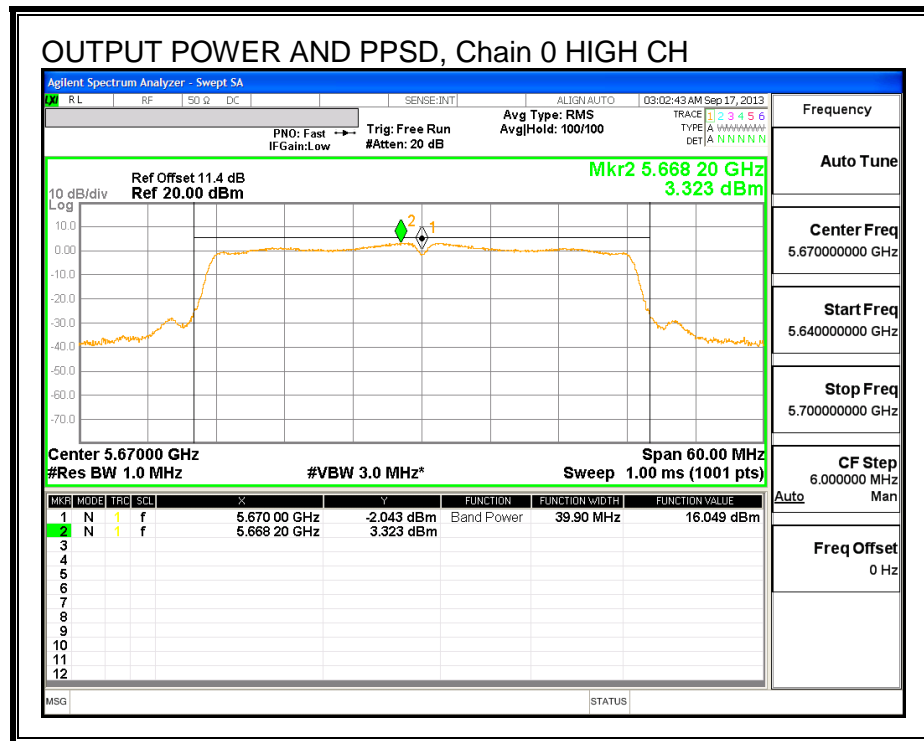 OUTPUT POWER AND PPSD, Chain 0 HIGH CH
Agilent Spectrum Analyzer - Swept SA
LXI RL RF 50 Ω DC SENSE:INT ALIGN AUTO 03:02:43 AM Sep 17, 2013
Frequency
PNO: Fast
IFGain:Low
Trig: Free Run
#Atten: 20 dB
Avg Type: RMS
Avg|Hold: 100/100
TRACE 1 2 3 4 5 6
TYPE A WWWWW
DET A N N N N N
Auto Tune
Mkr2 5.668 20 GHz
3.323 dBm
Ref Offset 11.4 dB
10 dB/div Ref 20.00 dBm
Log
10.0
0.00
-10.0
-20.0
-30.0
-40.0
-50.0
-60.0
-70.0
2
1
Center Freq
5.670000000 GHz
Start Freq
5.640000000 GHz
Stop Freq
5.700000000 GHz
CF Step
6.000000 MHz
Auto Man
Freq Offset
0 Hz
Center 5.67000 GHz Span 60.00 MHz
#Res BW 1.0 MHz #VBW 3.0 MHz* Sweep 1.00 ms (1001 pts)
MKR MODE TRC SCL X Y FUNCTION FUNCTION WIDTH FUNCTION VALUE
1 N 1 f 5.670 00 GHz -2.043 dBm Band Power 39.90 MHz 16.049 dBm
2 N 1 f 5.668 20 GHz 3.323 dBm
3
4
5
6
7
8
9
10
11
12
MSG STATUS